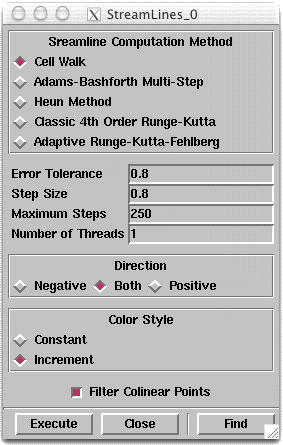 StreamLines_0
Sreamline Computation Method
Cell Walk
Adams-Bashforth Multi-Step
Heun Method
Classic 4th Order Runge-Kutta
Adaptive Runge-Kutta-Fehlberg
Error Tolerance 0.8
Step Size 0.8
Maximum Steps 250
Number of Threads 1
Direction
Negative Both Positive
Color Style
Constant
Increment
Filter Colinear Points
Execute Close Find